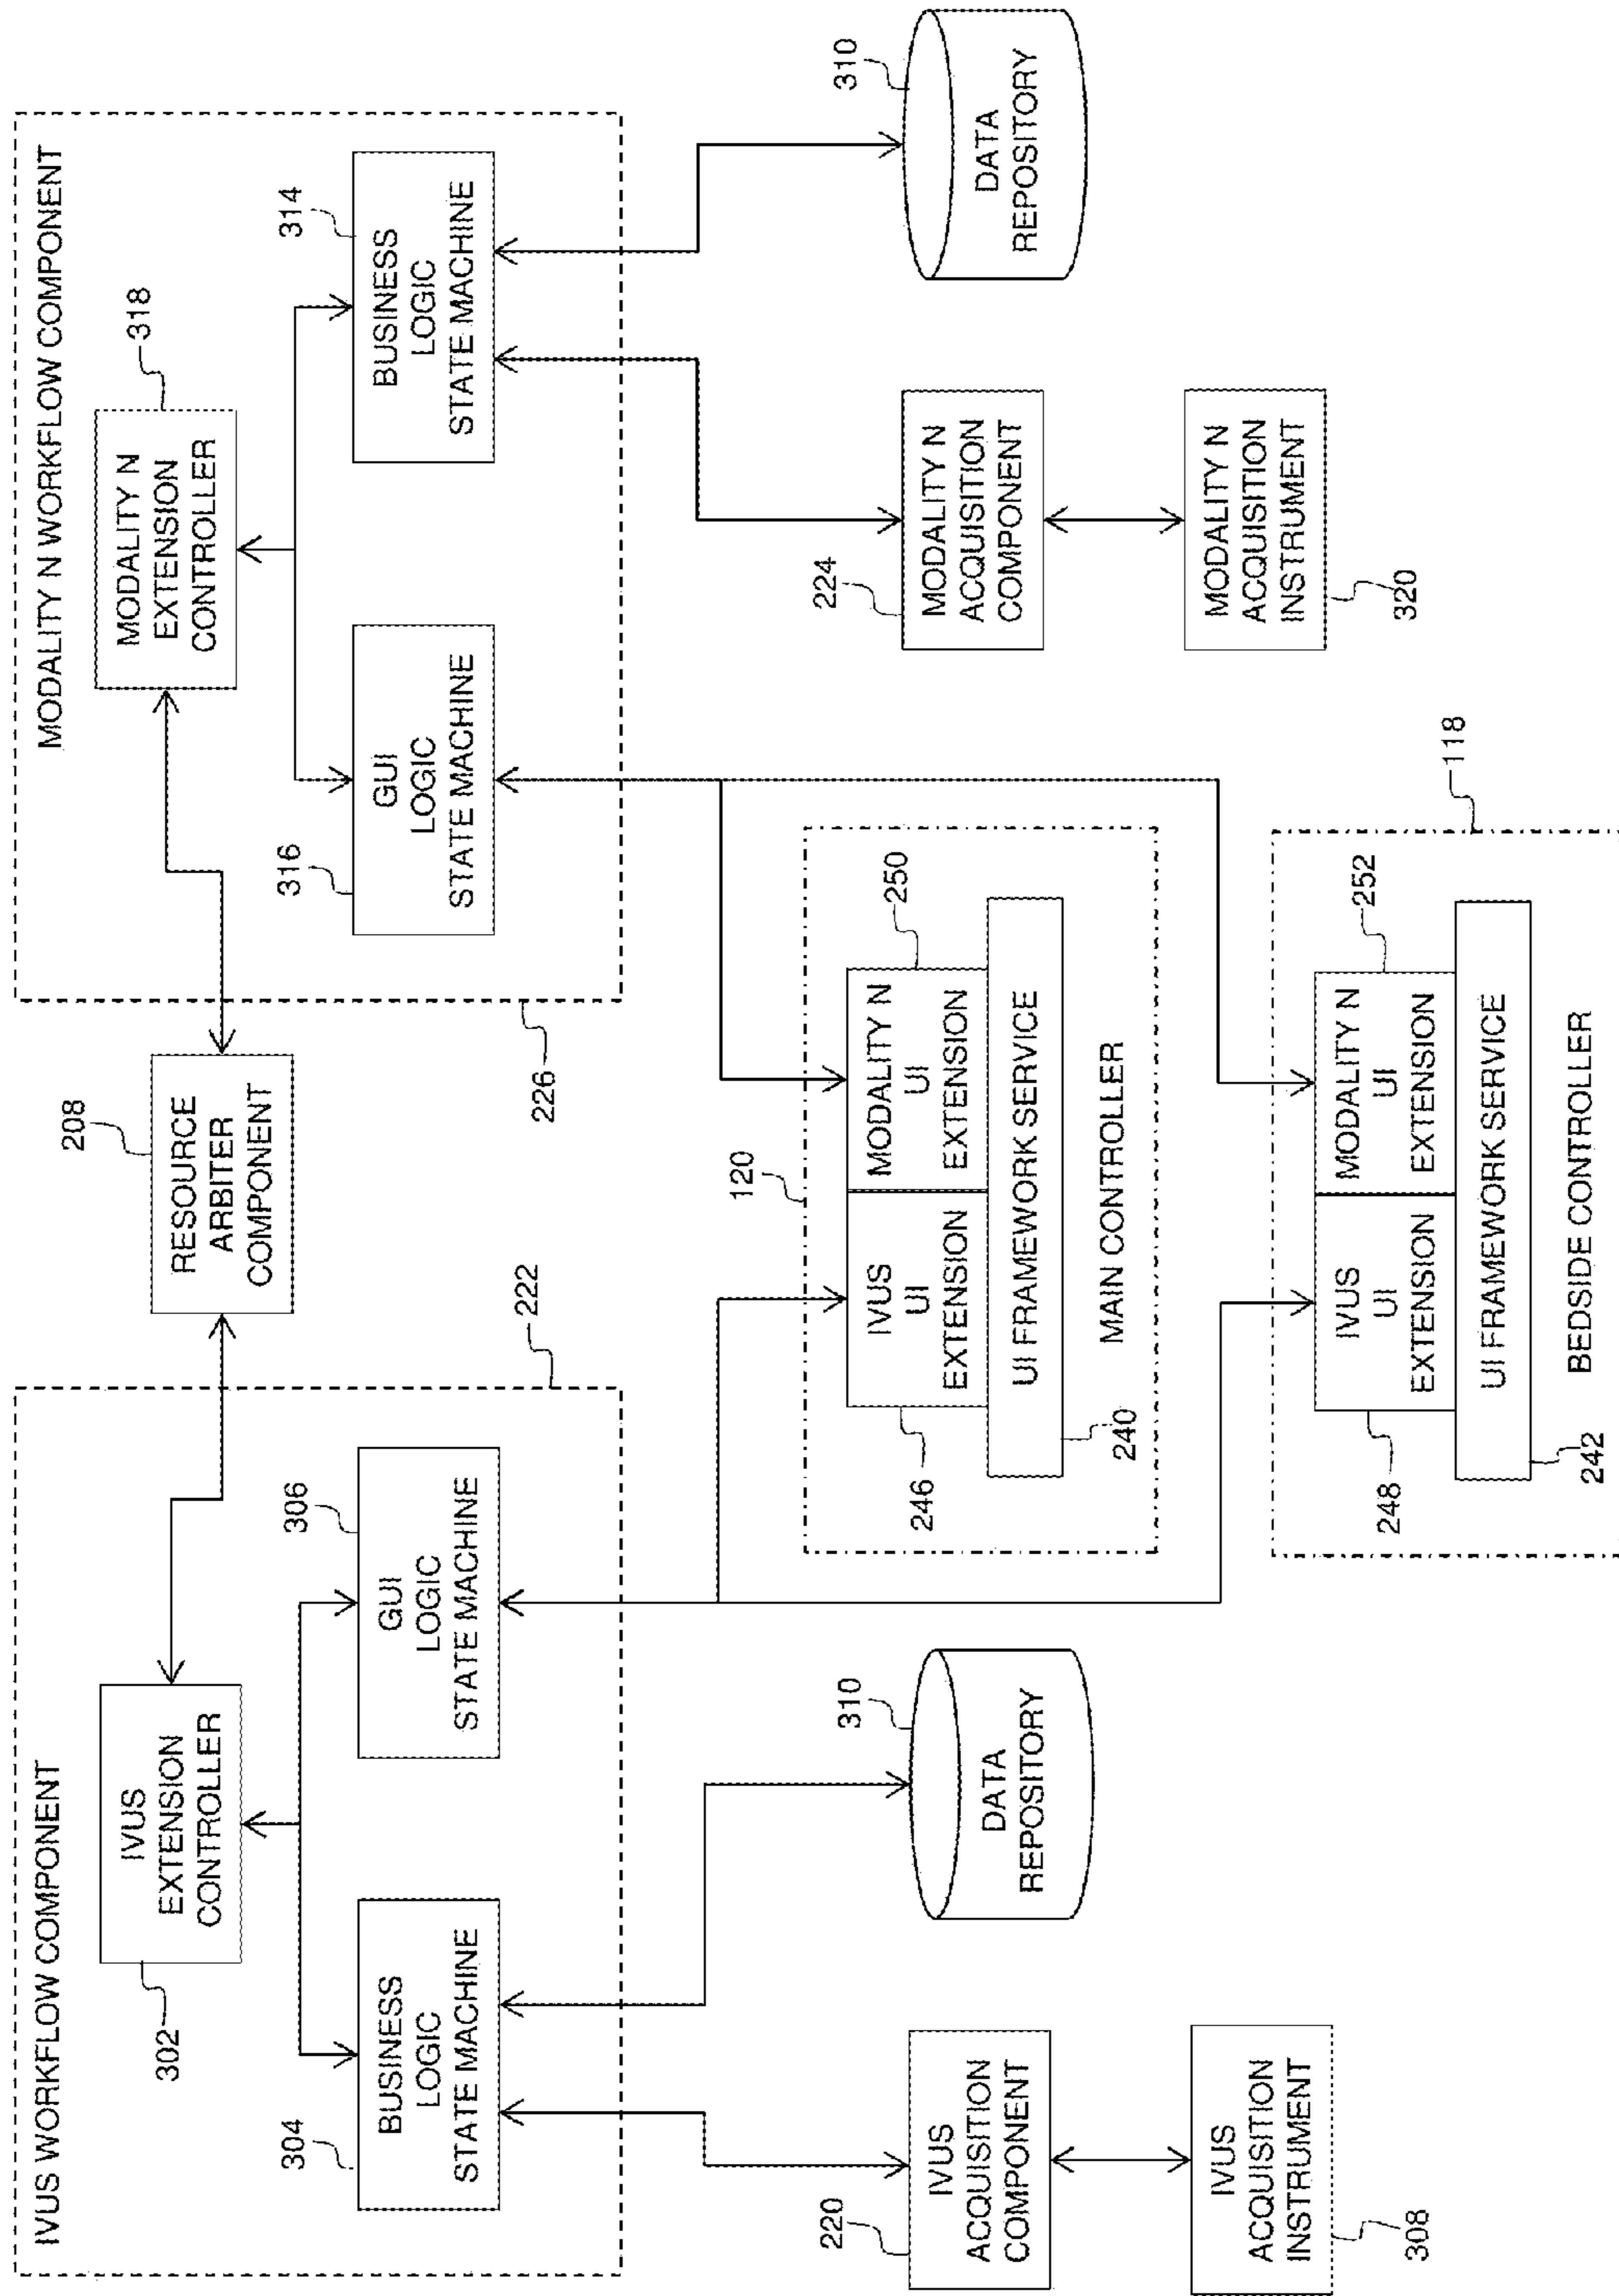 IVUS WORKFLOW COMPONENT
302
IVUS
EXTENSION
CONTROLLER
304
BUSINESS
LOGIC
STATE MACHINE
306
GUI
LOGIC
STATE MACHINE
222
208
RESOURCE
ARBITER
COMPONENT
MODALITY N WORKFLOW COMPONENT
MODALITY N
EXTENSION
CONTROLLER
318
316
GUI
LOGIC
STATE MACHINE
314
BUSINESS
LOGIC
STATE MACHINE
226
220
IVUS
ACQUISITION
COMPONENT
IVUS
ACQUISITION
INSTRUMENT
308
310
DATA
REPOSITORY
120
IVUS
UI
EXTENSION
MODALITY N
UI
EXTENSION
250
246
UI FRAMEWORK SERVICE
240
MAIN CONTROLLER
118
IVUS
UI
EXTENSION
MODALITY N
UI
EXTENSION
252
248
UI FRAMEWORK SERVICE
242
BEDSIDE CONTROLLER
224
MODALITY N
ACQUISITION
COMPONENT
MODALITY N
ACQUISITION
INSTRUMENT
320
310
DATA
REPOSITORY